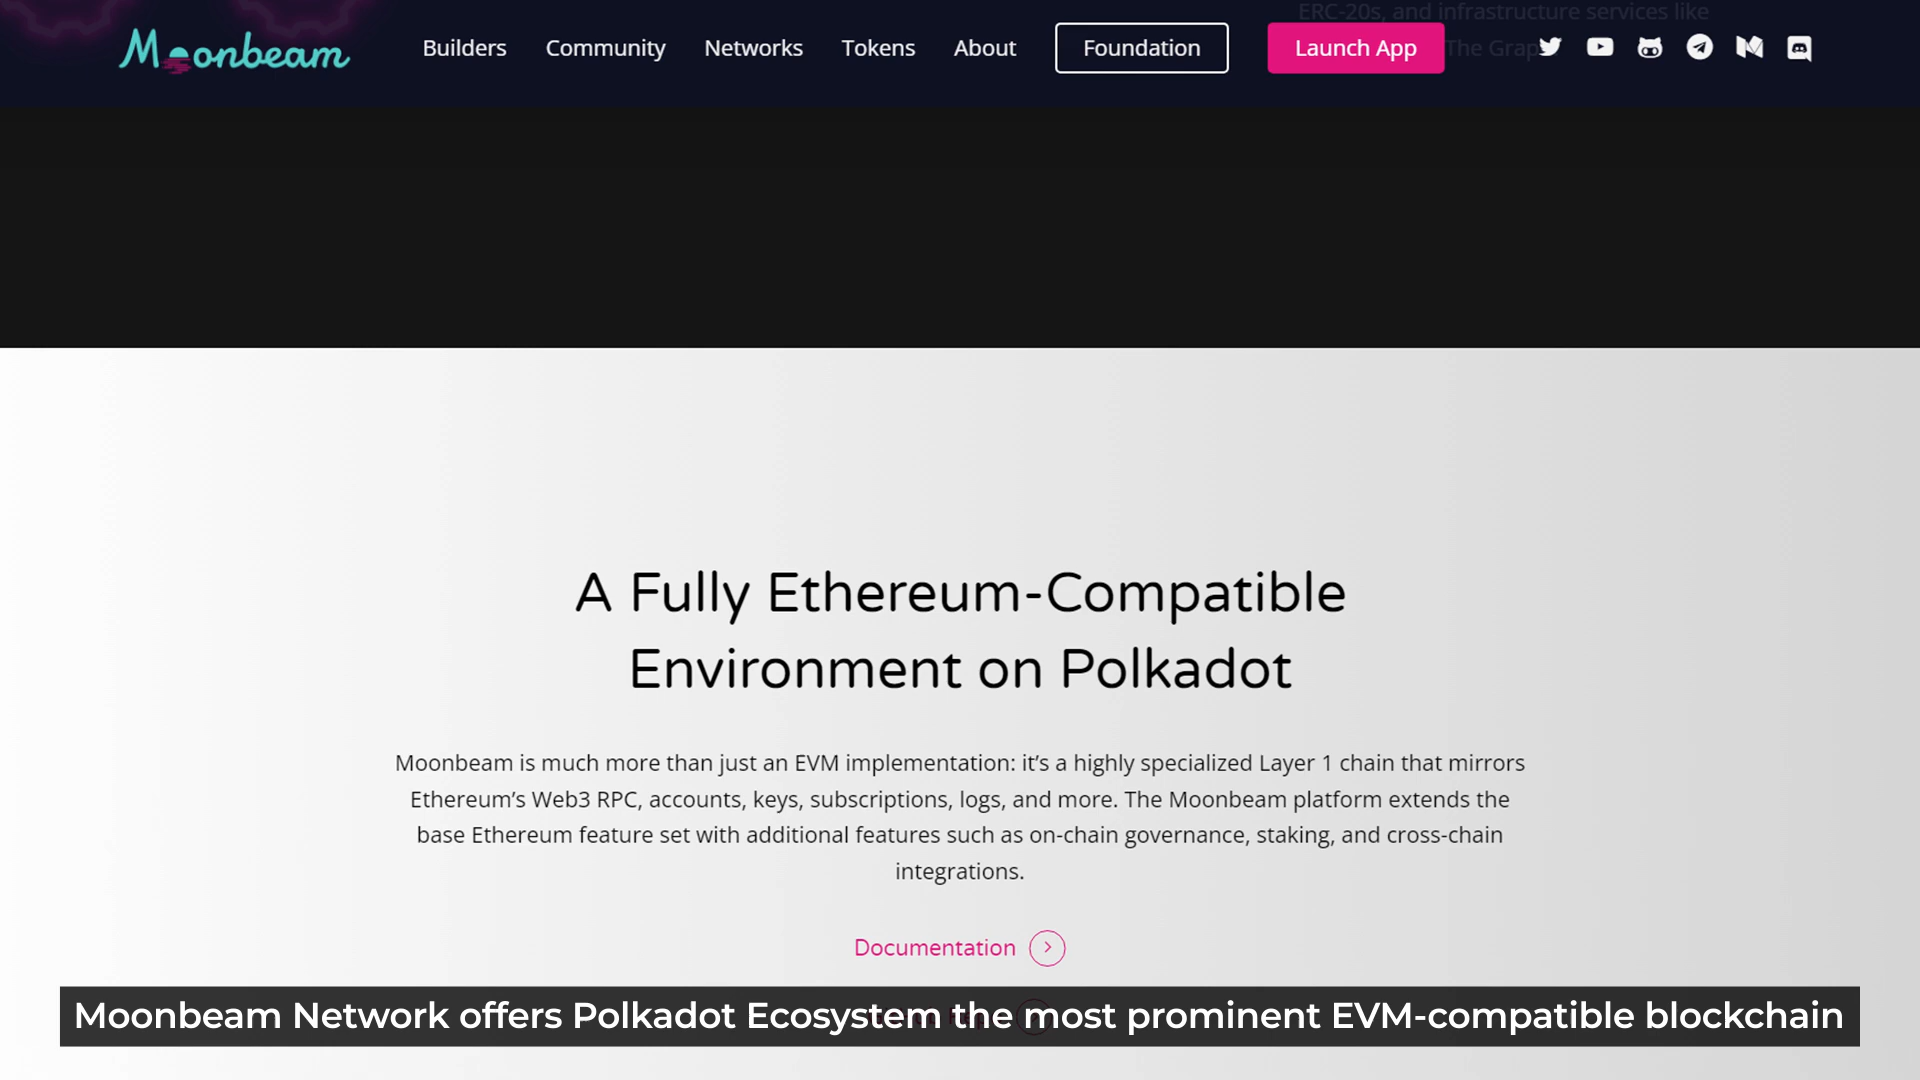 ERC-20s, and infrastructure services like
Moonbeam
Builders
Community
Networks
Tokens
About
Foundation
Launch App
The Grap
A Fully Ethereum-Compatible
Environment on Polkadot
Moonbeam is much more than just an EVM implementation: it’s a highly specialized Layer 1 chain that mirrors
Ethereum’s Web3 RPC, accounts, keys, subscriptions, logs, and more. The Moonbeam platform extends the
base Ethereum feature set with additional features such as on-chain governance, staking, and cross-chain
integrations.
Documentation
Moonbeam Network offers Polkadot Ecosystem the most prominent EVM-compatible blockchain